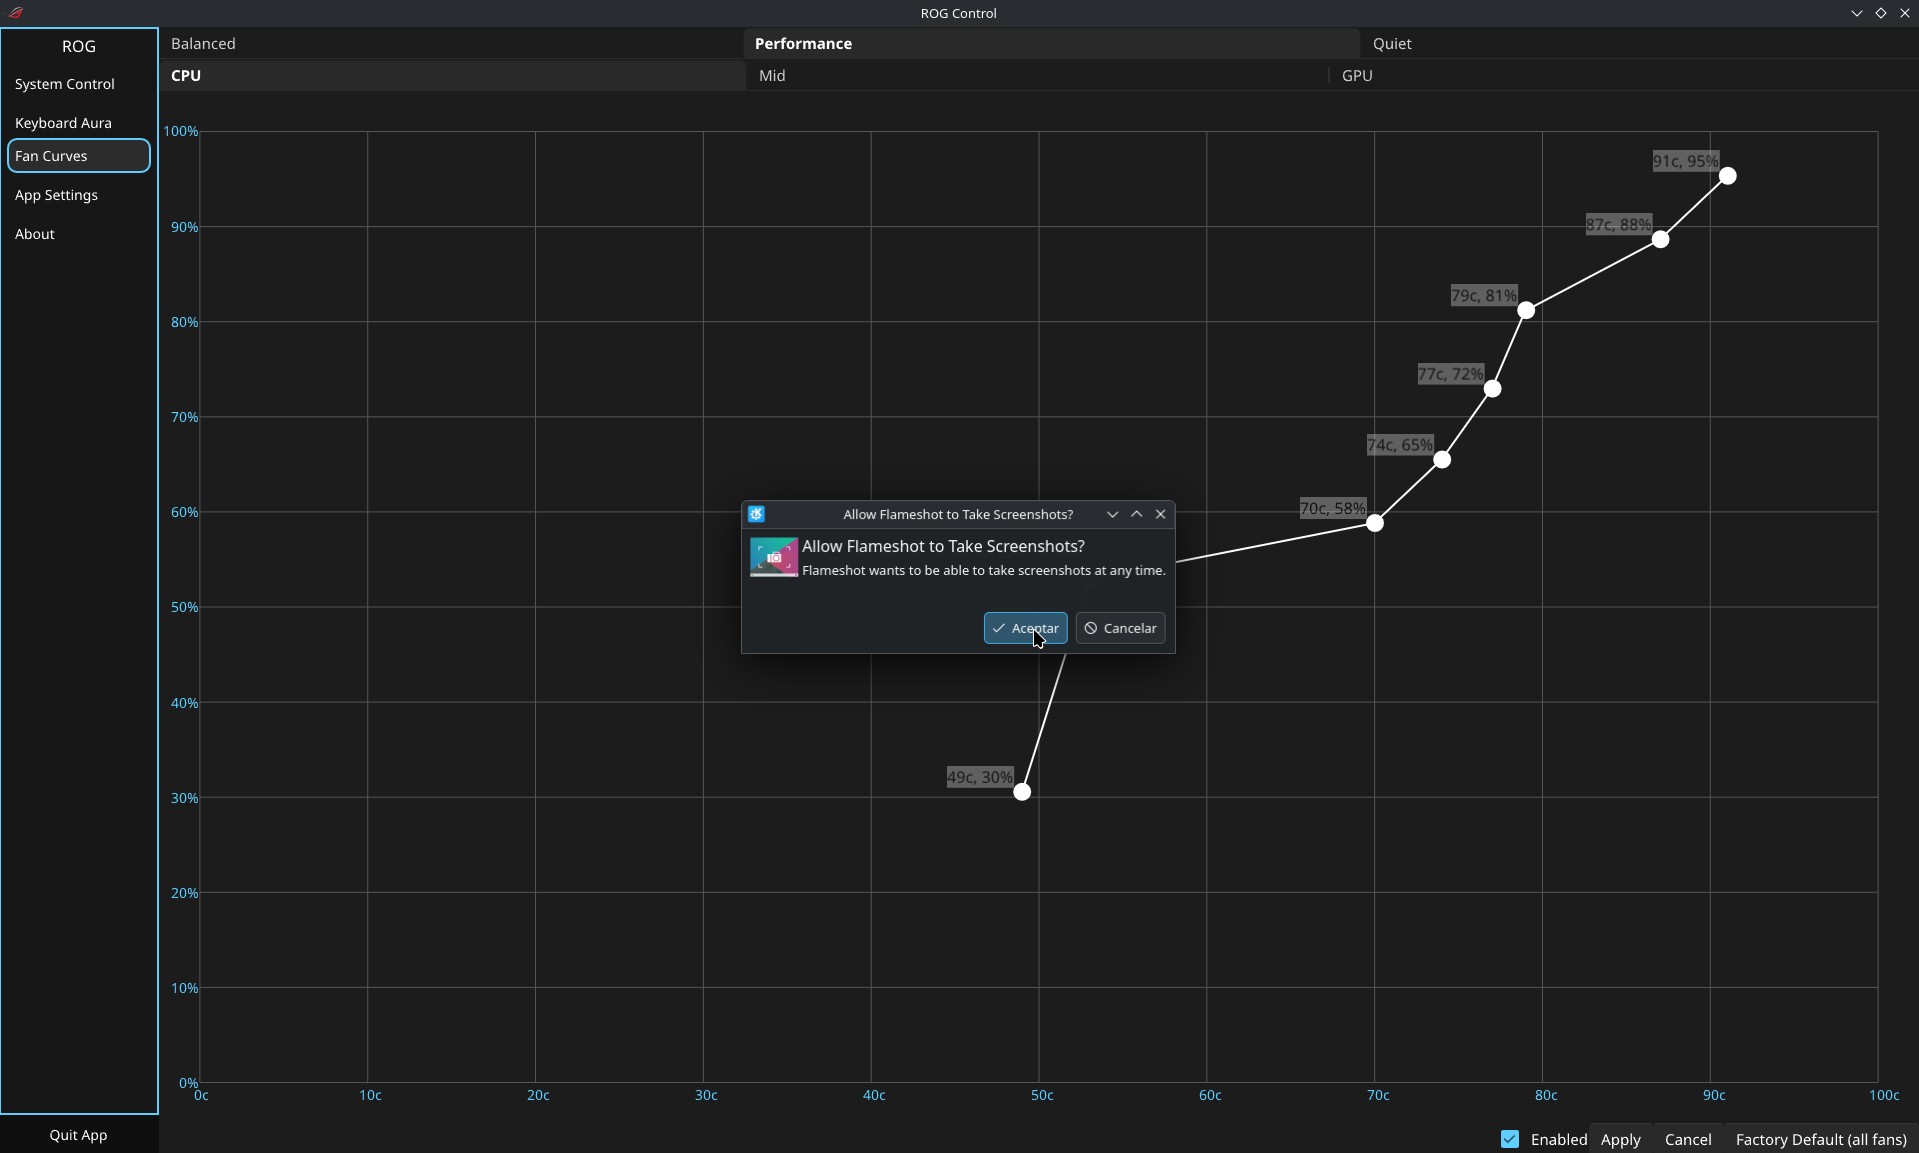 ROG Control
ROG
System Control
Keyboard Aura
Fan Curves
App Settings
About
Quit App
Balanced
Performance
Quiet
CPU
Mid
GPU
100%
90%
80%
70%
60%
50%
40%
30%
20%
10%
0%
91c, 95%
87c, 88%
79c, 81%
77c, 72%
74c, 65%
70c, 58%
49c, 30%
Allow Flameshot to Take Screenshots?
Allow Flameshot to Take Screenshots?
Flameshot wants to be able to take screenshots at any time.
Aceptar
Cancelar
0c
10c
20c
30c
40c
50c
60c
70c
80c
90c
100c
Enabled
Apply
Cancel
Factory Default (all fans)